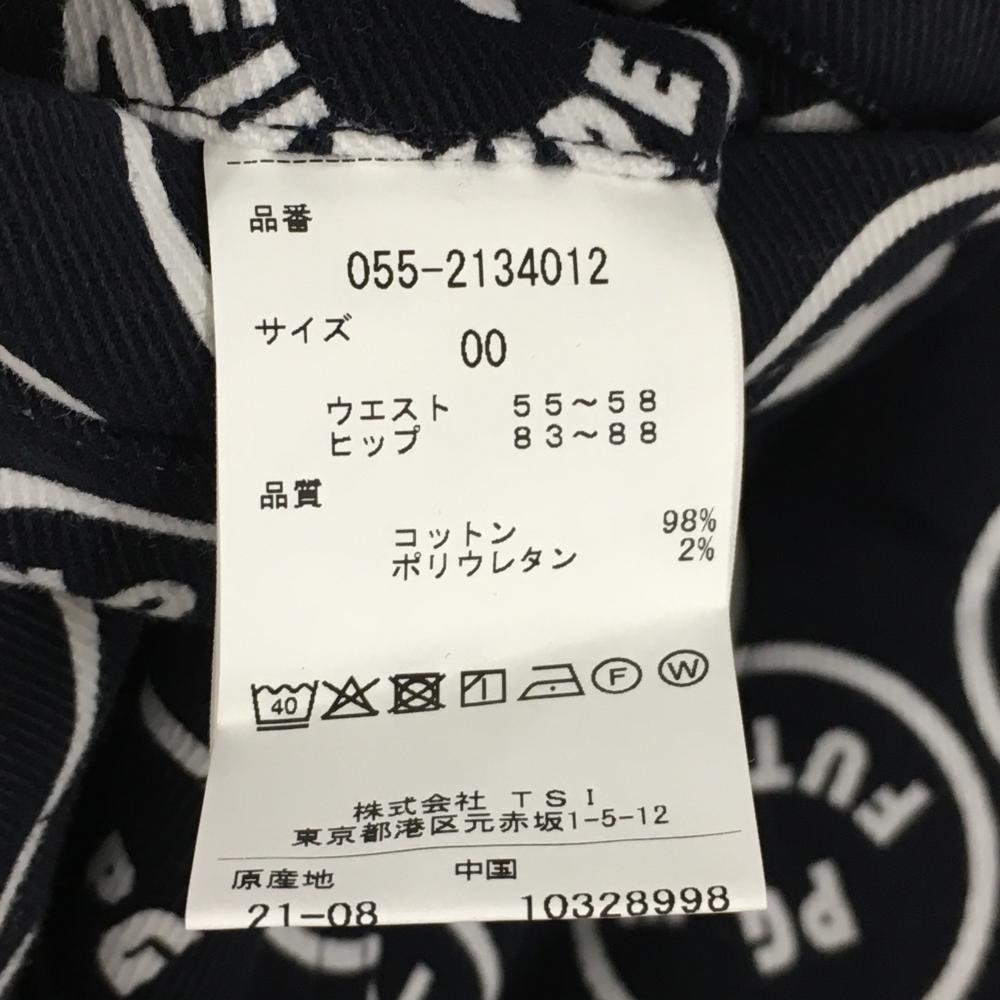 品番
055-2134012
サイズ 00
ウエスト 55~58
ヒップ 83~88
品質
コットン 98%
ポリウレタン 2%
40 F W
株式会社 TSI
東京都港区元赤坂1-5-12
原産地 中国
21-08 10328998
PG